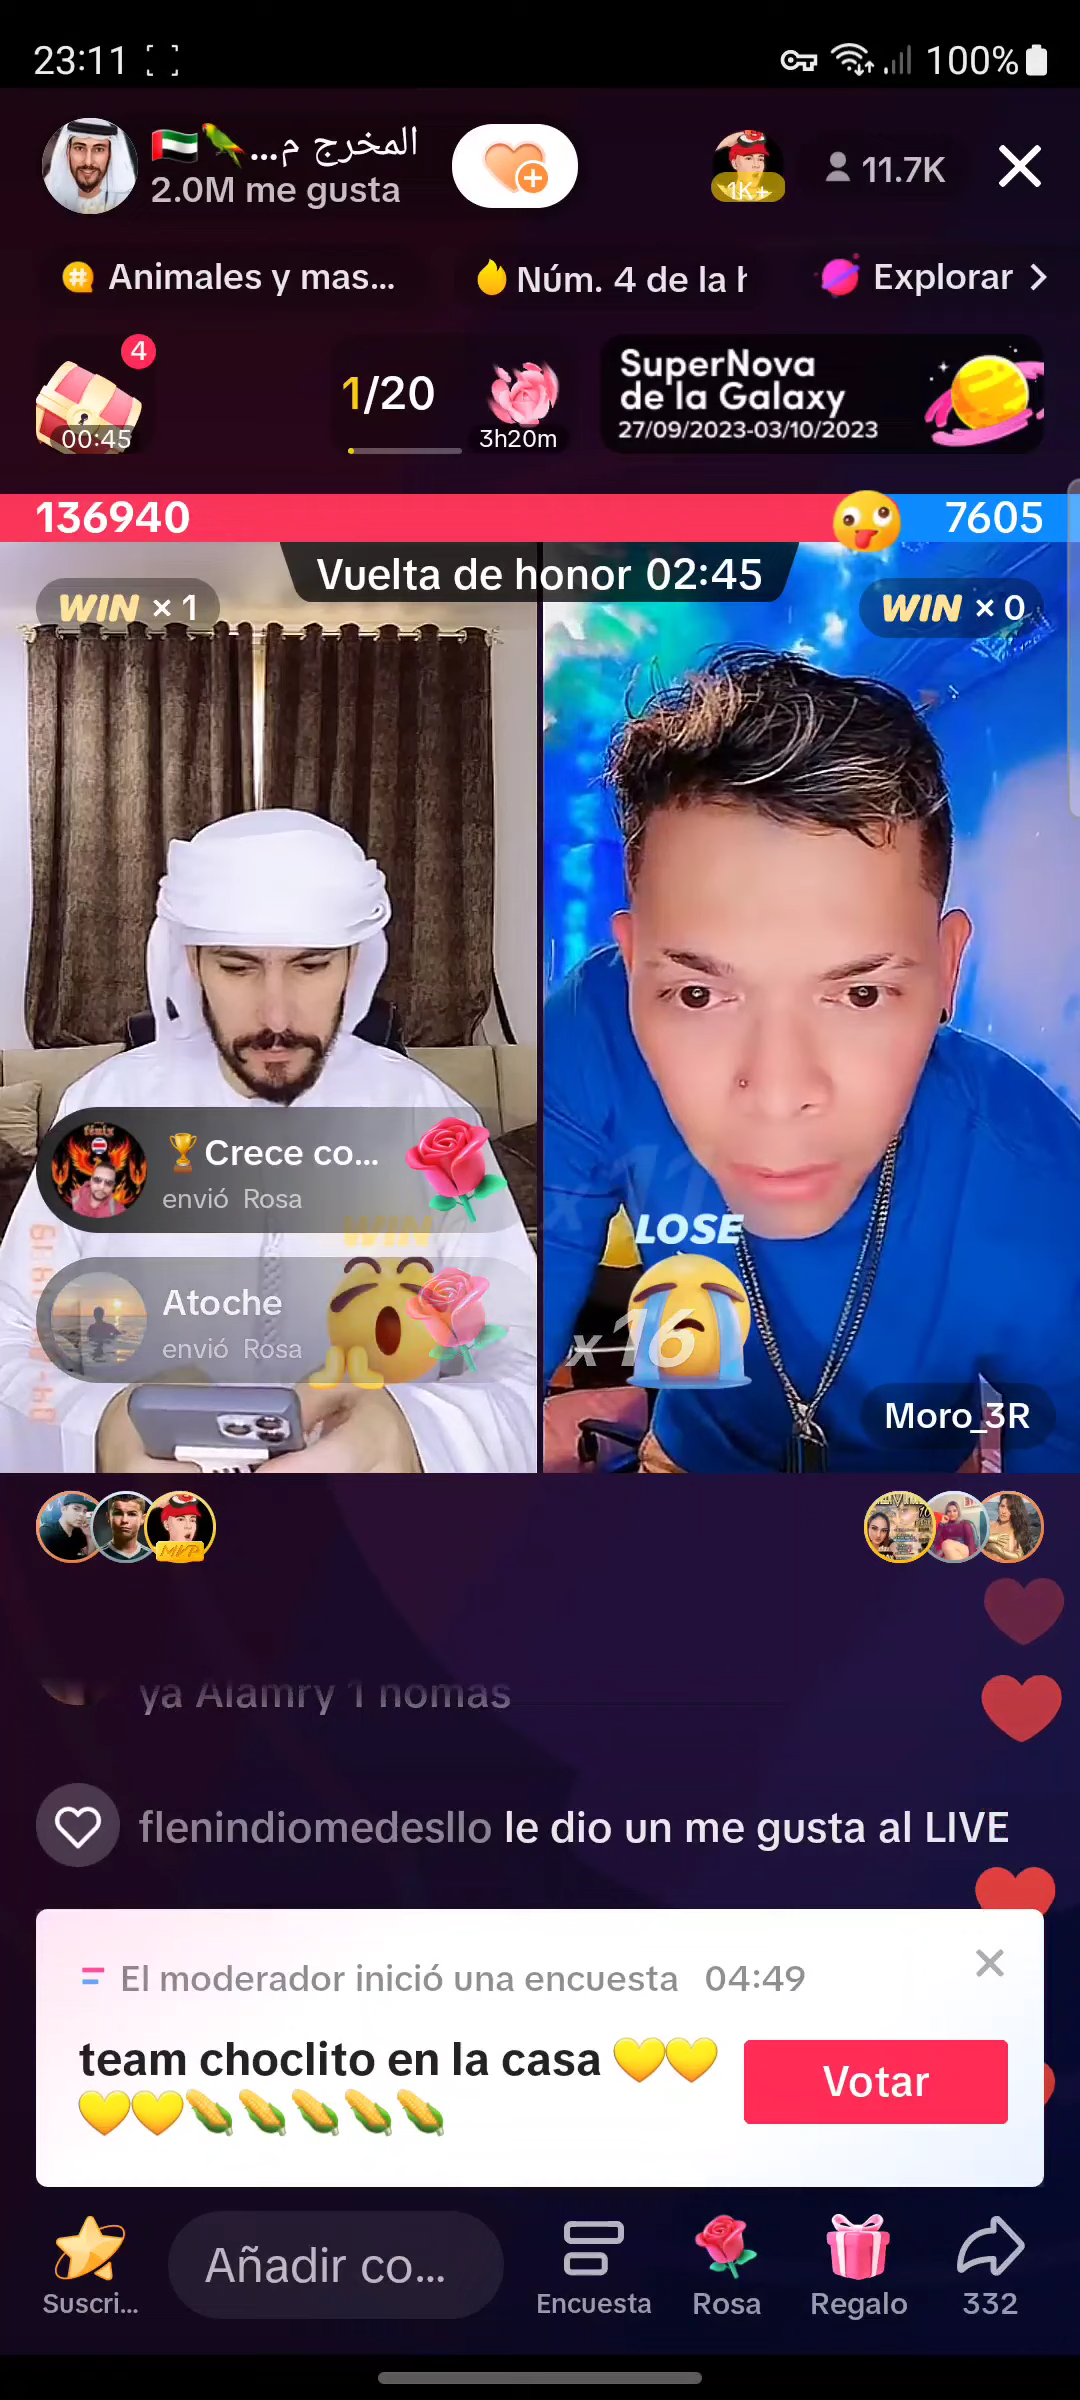 23:11
100%
المخرج م...
2.0M me gusta
1K+
11.7K
Animales y mas...
Núm. 4 de la h
Explorar
4
00:45
1/20
3h20m
SuperNova
de la Galaxy
27/09/2023-03/10/2023
136940
7605
Vuelta de honor 02:45
WIN × 1
WIN × 0
Crece co...
envió Rosa
WIN
Atoche
envió Rosa
LOSE
x16
Moro_3R
MVP
ya Alamry 1 nomas
flenindiomedesllo le dio un me gusta al LIVE
El moderador inició una encuesta 04:49
team choclito en la casa 💛💛
💛💛🌽🌽🌽🌽🌽
Votar
Suscri...
Añadir co...
Encuesta
Rosa
Regalo
332